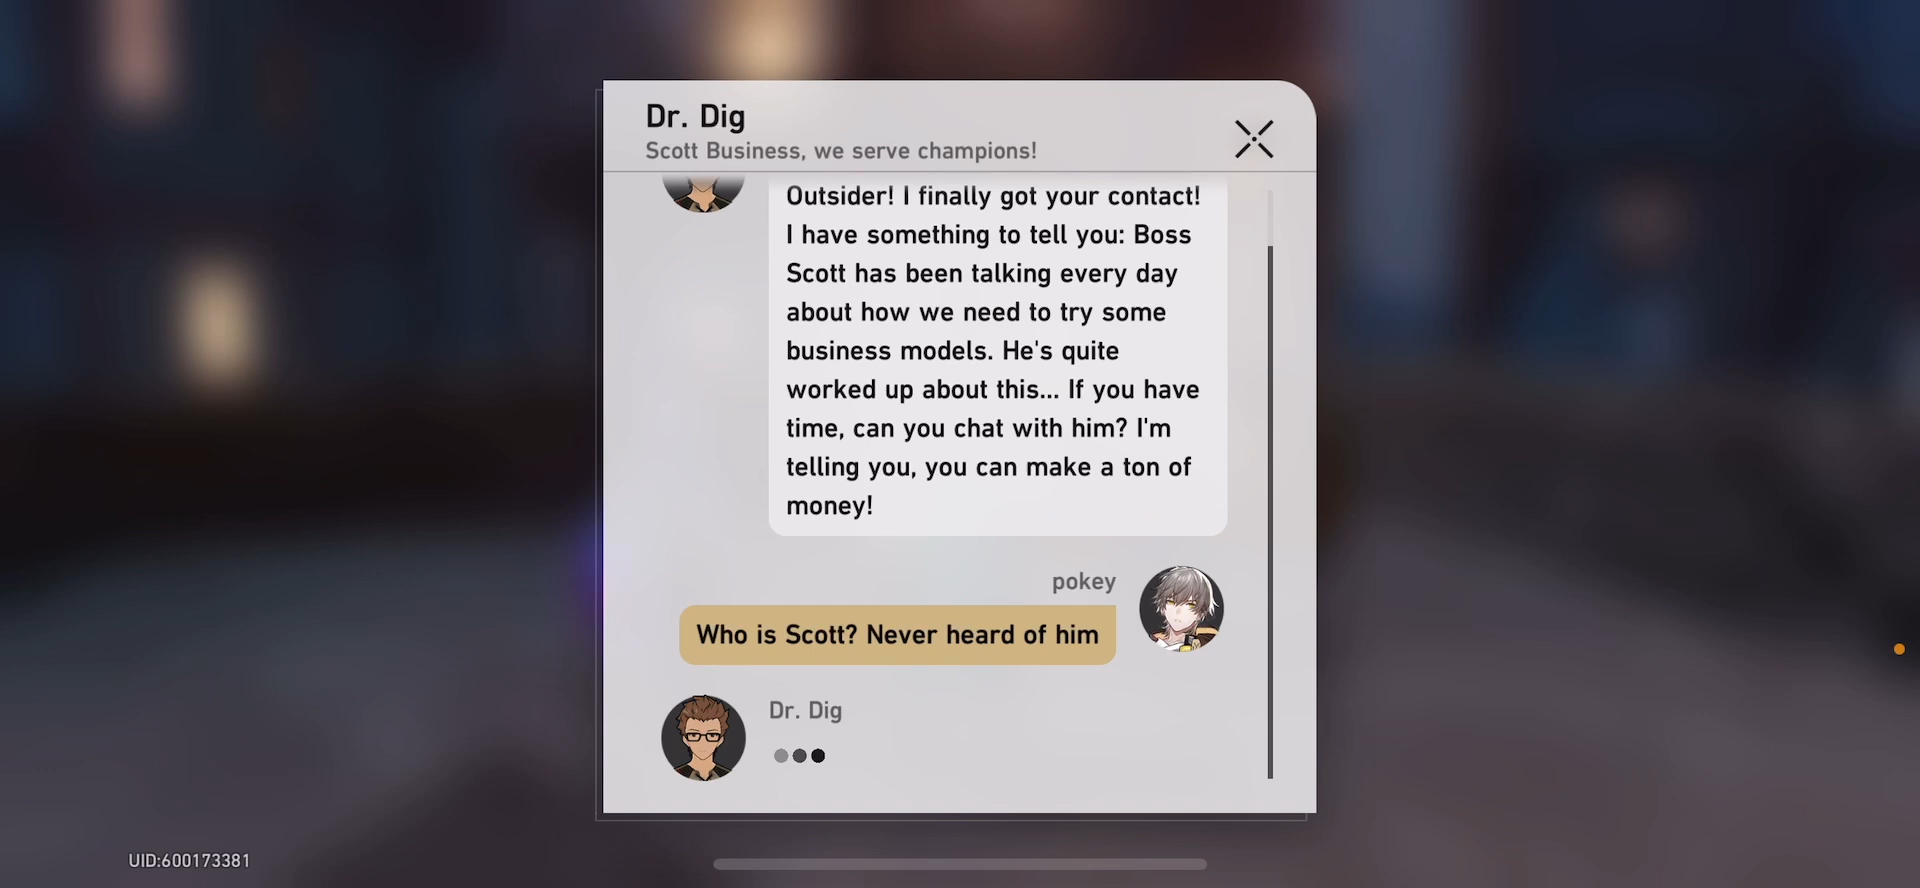 Dr. Dig
Scott Business, we serve champions!
Outsider! I finally got your contact!
I have something to tell you: Boss
Scott has been talking every day
about how we need to try some
business models. He's quite
worked up about this... If you have
time, can you chat with him? I'm
telling you, you can make a ton of
money!
pokey
Who is Scott? Never heard of him
Dr. Dig
UID:600173381